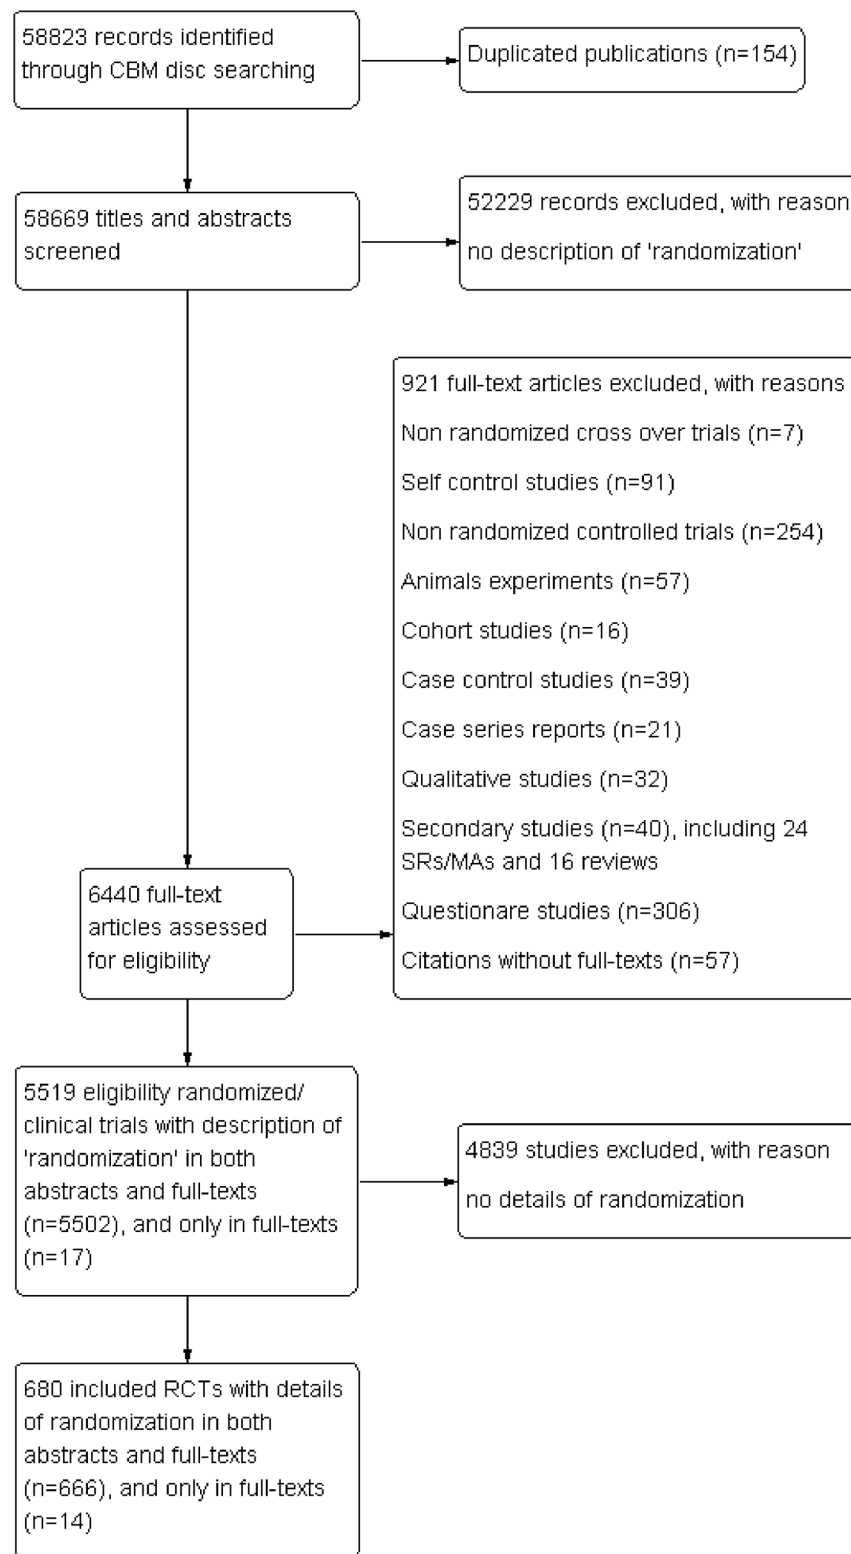 58823 records identified
through CBM disc searching
Duplicated publications (n=154)
58669 titles and abstracts
screened
52229 records excluded, with reason
no description of 'randomization'
921 full-text articles excluded, with reasons
Non randomized cross over trials (n=7)
Self control studies (n=91)
Non randomized controlled trials (n=254)
Animals experiments (n=57)
Cohort studies (n=16)
Case control studies (n=39)
Case series reports (n=21)
Qualitative studies (n=32)
Secondary studies (n=40), including 24
SRs/MAs and 16 reviews
Questionare studies (n=306)
Citations without full-texts (n=57)
6440 full-text
articles assessed
for eligibility
5519 eligibility randomized/
clinical trials with description of
'randomization' in both
abstracts and full-texts
(n=5502), and only in full-texts
(n=17)
4839 studies excluded, with reason
no details of randomization
680 included RCTs with details
of randomization in both
abstracts and full-texts
(n=666), and only in full-texts
(n=14)